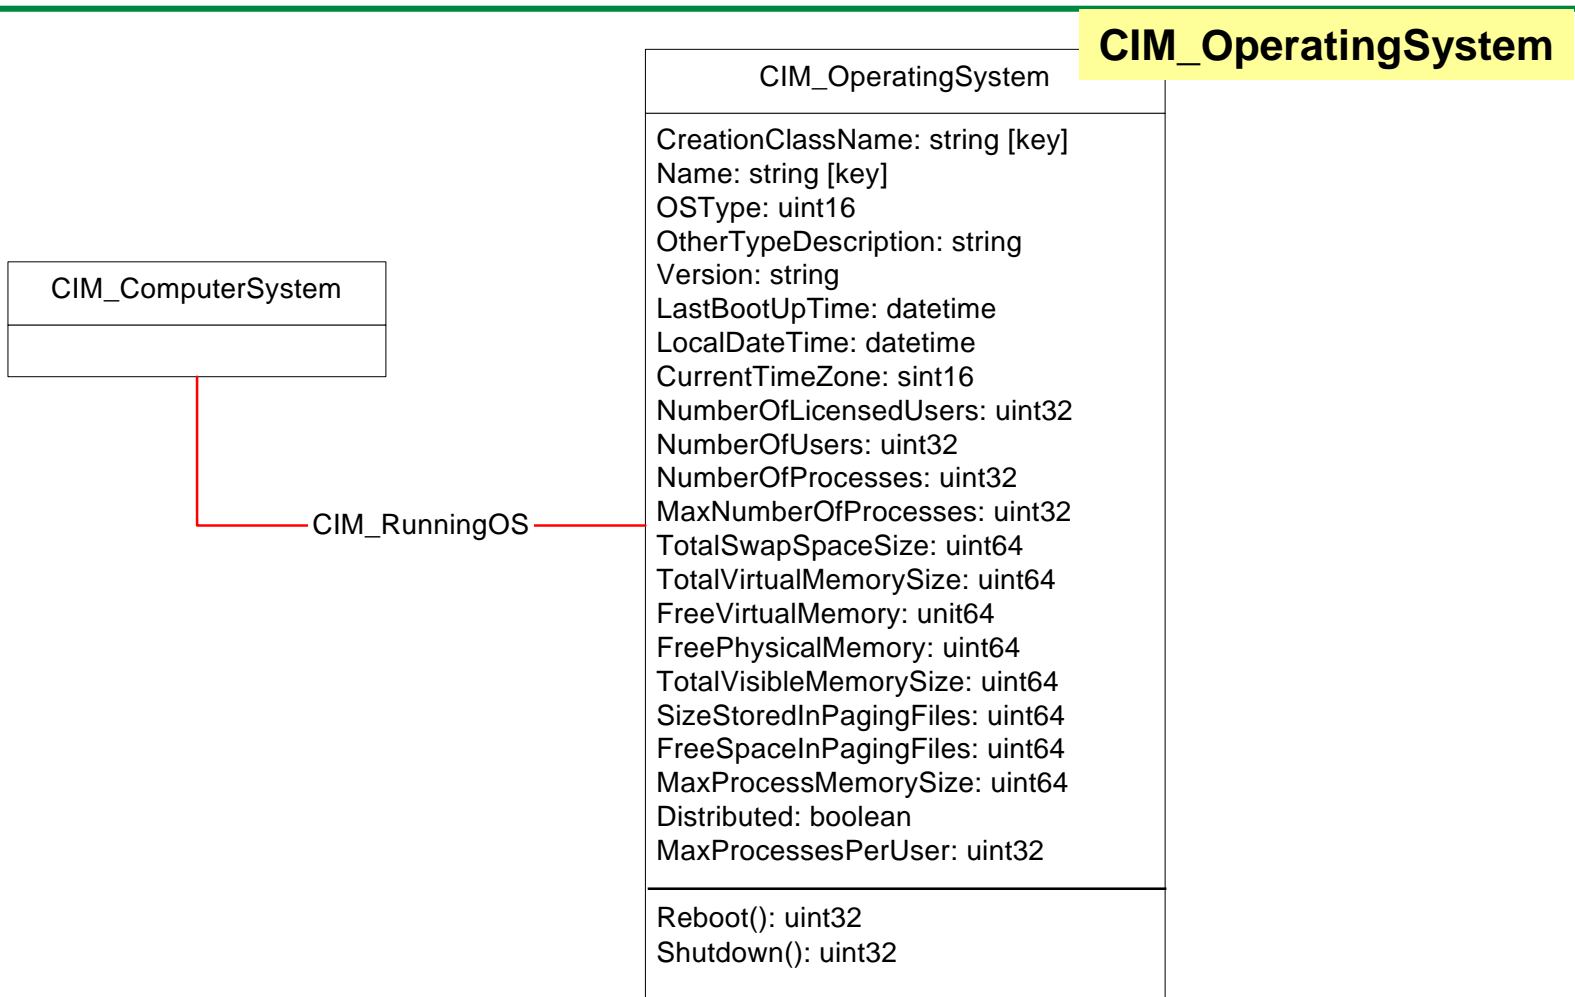 CIM_OperatingSystem
CIM_OperatingSystem
CreationClassName: string [key]
Name: string [key]
OSType: uint16
OtherTypeDescription: string
Version: string
LastBootUpTime: datetime
LocalDateTime: datetime
CurrentTimeZone: sint16
NumberOfLicensedUsers: uint32
NumberOfUsers: uint32
NumberOfProcesses: uint32
MaxNumberOfProcesses: uint32
TotalSwapSpaceSize: uint64
TotalVirtualMemorySize: uint64
FreeVirtualMemory: unit64
FreePhysicalMemory: uint64
TotalVisibleMemorySize: uint64
SizeStoredInPagingFiles: uint64
FreeSpaceInPagingFiles: uint64
MaxProcessMemorySize: uint64
Distributed: boolean
MaxProcessesPerUser: uint32
Reboot(): uint32
Shutdown(): uint32
CIM_ComputerSystem
CIM_RunningOS